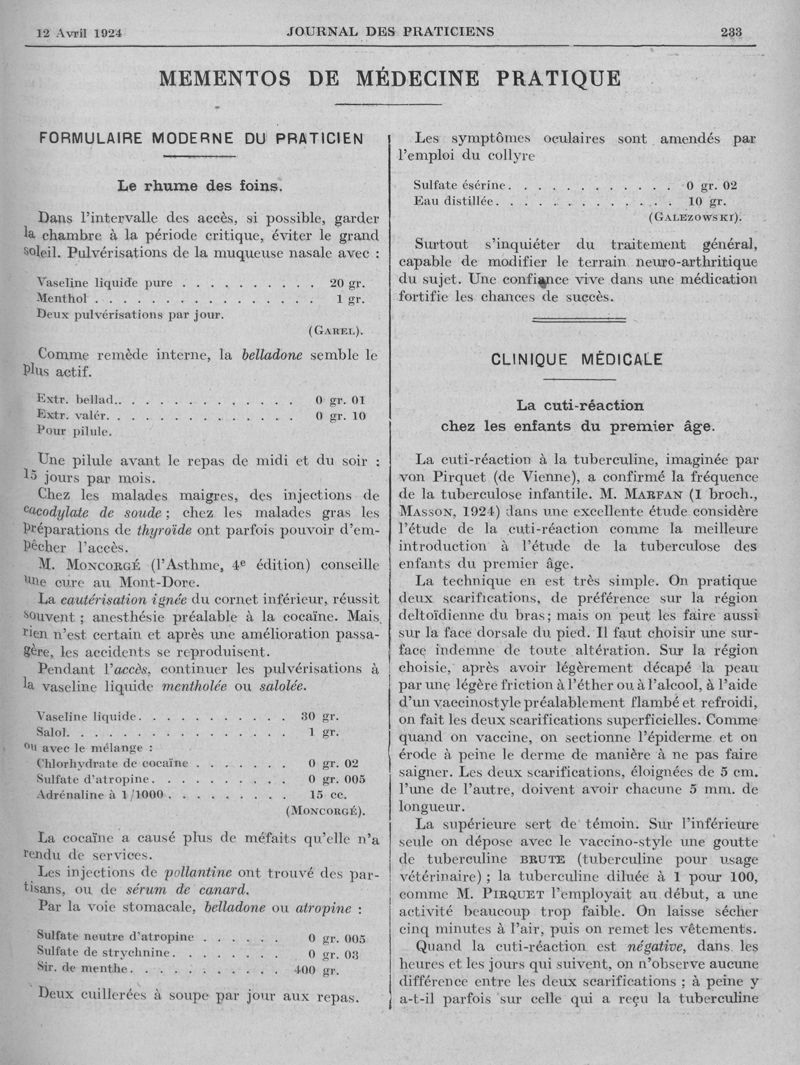 12 Avril 1924
JOURNAL DES PRATICIENS
233
MEMENTOS DE MÉDECINE PRATIQUE
FORMULAIRE MODERNE DU PRATICIEN
Le rhume des foins.
Dans l'intervalle des accès, si possible, garder
la chambre à la période critique, éviter le grand
soleil. Pulvérisations de la muqueuse nasale avec :
Vaseline liquide pure . . . . . . . . . . 20 gr.
Menthol . . . . . . . . . . . . . . . . 1 gr.
Deux pulvérisations par jour.
(GAREL).
Comme remède interne, la belladone semble le
plus actif.
Extr. bellad. . . . . . . . . . . . . . 0 gr. 01
Extr. valér. . . . . . . . . . . . . . 0 gr. 10
Pour pilule.
Une pilule avant le repas de midi et du soir :
15 jours par mois.
Chez les malades maigres, des injections de
cacodylate de soude ; chez les malades gras les
préparations de thyroïde ont parfois pouvoir d'em-
pêcher l'accès.
M. MONCORGÉ (l'Asthme, 4e édition) conseille
une cure au Mont-Dore.
La cautérisation ignée du cornet inférieur, réussit
souvent ; anesthésie préalable à la cocaïne. Mais
rien n'est certain et après une amélioration passa-
gère, les accidents se reproduisent.
Pendant l'accès, continuer les pulvérisations à
la vaseline liquide mentholée ou salolée.
Vaseline liquide. . . . . . . . . . . . 30 gr.
Salol. . . . . . . . . . . . . . . . . 1 gr.
ou avec le mélange :
Chlorhydrate de cocaïne . . . . . . . 0 gr. 02
Sulfate d'atropine. . . . . . . . . . 0 gr. 005
Adrénaline à 1/1000 . . . . . . . . . 15 cc.
(MONCORGÉ).
La cocaïne a causé plus de méfaits qu'elle n'a
rendu de services.
Les injections de pollantine ont trouvé des par-
tisans, ou de sérum de canard.
Par la voie stomacale, belladone ou atropine :
Sulfate neutre d'atropine . . . . . . 0 gr. 005
Sulfate de strychnine. . . . . . . . 0 gr. 03
Sir. de menthe. . . . . . . . . . . 400 gr.
Deux cuillerées à soupe par jour aux repas.
Les symptômes oculaires sont amendés par
l'emploi du collyre
Sulfate ésérine. . . . . . . . . . . . 0 gr. 02
Eau distillée. . . . . . . . . . . . . 10 gr.
(GALEZOWSKI).
Surtout s'inquiéter du traitement général,
capable de modifier le terrain neuro-arthritique
du sujet. Une confiance vive dans une médication
fortifie les chances de succès.
CLINIQUE MÉDICALE
La cuti-réaction
chez les enfants du premier âge.
La cuti-réaction à la tuberculine, imaginée par
von Pirquet (de Vienne), a confirmé la fréquence
de la tuberculose infantile. M. MARFAN (1 broch.,
MASSON, 1924) dans une excellente étude considère
l'étude de la cuti-réaction comme la meilleure
introduction à l'étude de la tuberculose des
enfants du premier âge.
La technique en est très simple. On pratique
deux scarifications, de préférence sur la région
deltoïdienne du bras ; mais on peut les faire aussi
sur la face dorsale du pied. Il faut choisir une sur-
face indemne de toute altération. Sur la région
choisie, après avoir légèrement décapé la peau
par une légère friction à l'éther ou à l'alcool, à l'aide
d'un vaccinostyle préalablement flambé et refroidi,
on fait les deux scarifications superficielles. Comme
quand on vaccine, on sectionne l'épiderme et on
érode à peine le derme de manière à ne pas faire
saigner. Les deux scarifications, éloignées de 5 cm.
l'une de l'autre, doivent avoir chacune 5 mm. de
longueur.
La supérieure sert de témoin. Sur l'inférieure
seule on dépose avec le vaccino-style une goutte
de tuberculine BRUTE (tuberculine pour usage
vétérinaire) ; la tuberculine diluée à 1 pour 100,
comme M. PIRQUET l'employait au début, a une
activité beaucoup trop faible. On laisse sécher
cinq minutes à l'air, puis on remet les vêtements.
Quand la cuti-réaction est négative, dans les
heures et les jours qui suivent, on n'observe aucune
différence entre les deux scarifications ; à peine y
a-t-il parfois sur celle qui a reçu la tuberculine